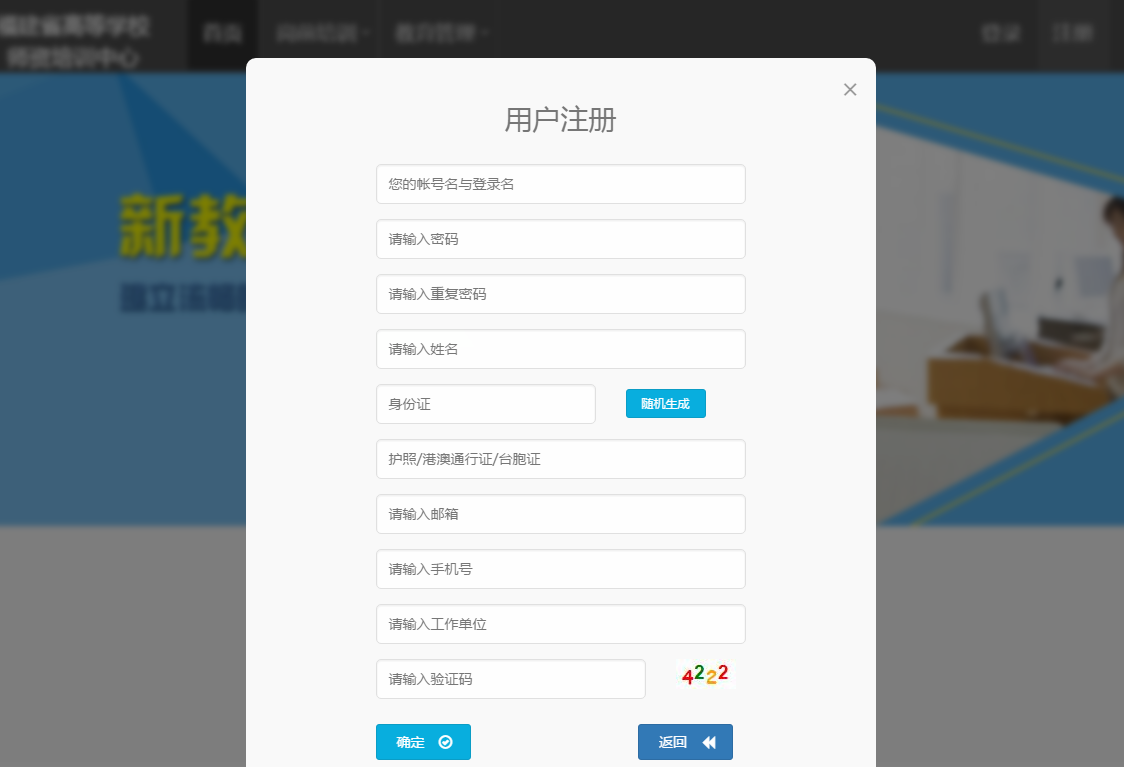 福建省高等学校
师资培训中心
首页
教育管理
登录
注册
新教
用户注册
您的帐号名与登录名
请输入密码
请输入重复密码
请输入姓名
身份证
随机生成
护照/港澳通行证/台胞证
请输入邮箱
请输入手机号
请输入工作单位
请输入验证码
4222
确定
返回